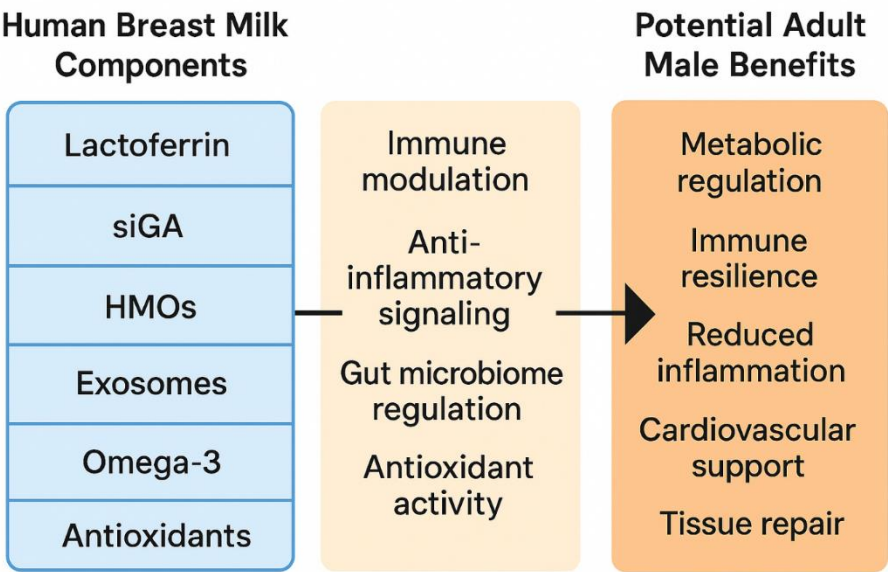 Human Breast Milk
Components
Lactoferrin
siGA
HMOs
Exosomes
Omega-3
Antioxidants
Immune
modulation
Anti-
inflammatory
signaling
Gut microbiome
regulation
Antioxidant
activity
Potential Adult
Male Benefits
Metabolic
regulation
Immune
resilience
Reduced
inflammation
Cardiovascular
support
Tissue repair